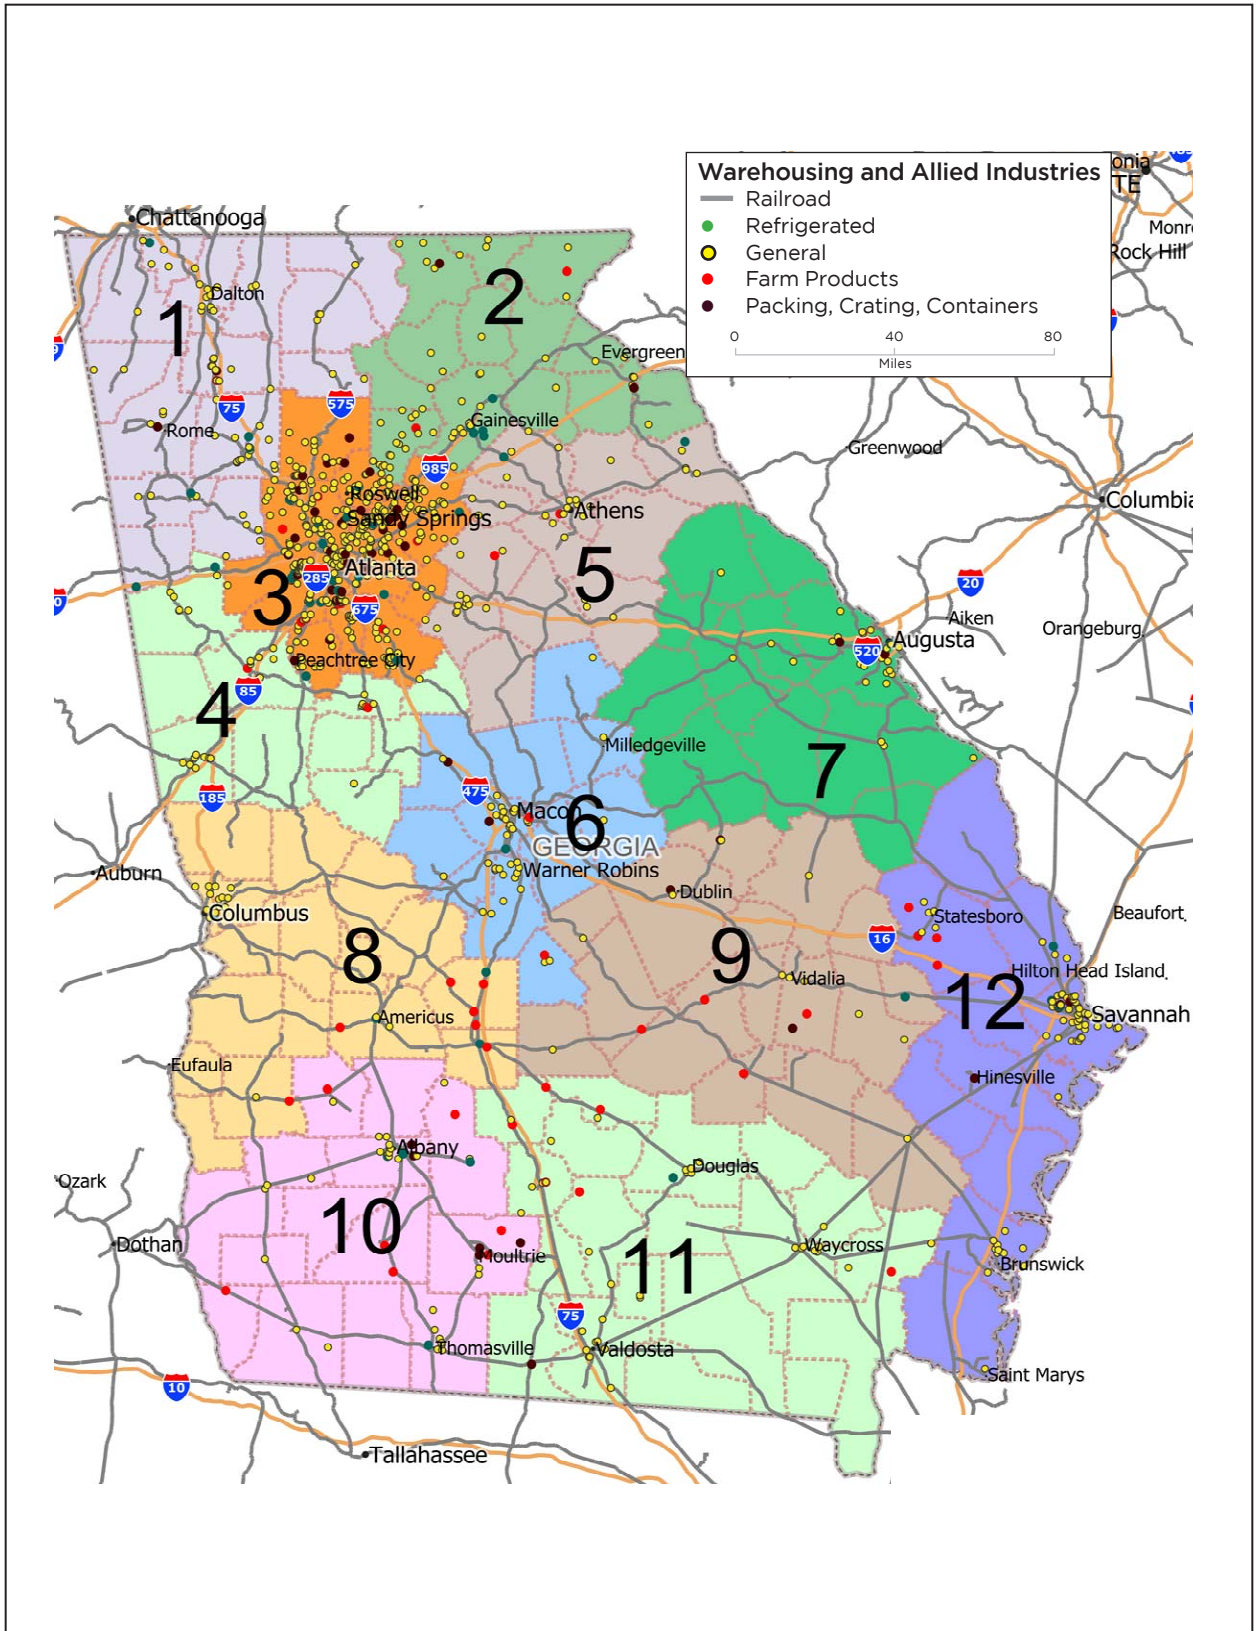 Warehousing and Allied Industries
Railroad
Refrigerated
General
Farm Products
Packing, Crating, Containers
0 40 80
Miles
onia
TE
Monr
Rock Hill
Chattanooga
Dalton
1
2
Evergreen
75
575
Gainesville
Rome
985
Greenwood
Roswell
Sandy Springs
Athens
Columbia
Atlanta
285
3
5
675
20
Aiken
Orangeburg
Augusta
520
Peachtree City
85
4
Milledgeville
7
185
475
Maco
6
GEORGIA
Warner Robins
Auburn
Dublin
Columbus
Statesboro
Beaufort
16
8
9
Vidalia
Hilton Head Island
12
Savannah
Americus
Eufaula
Hinesville
Albany
Douglas
Ozark
10
Dothan
Moultrie
11
Waycross
Brunswick
75
Thomasville
Valdosta
Saint Marys
10
Tallahassee